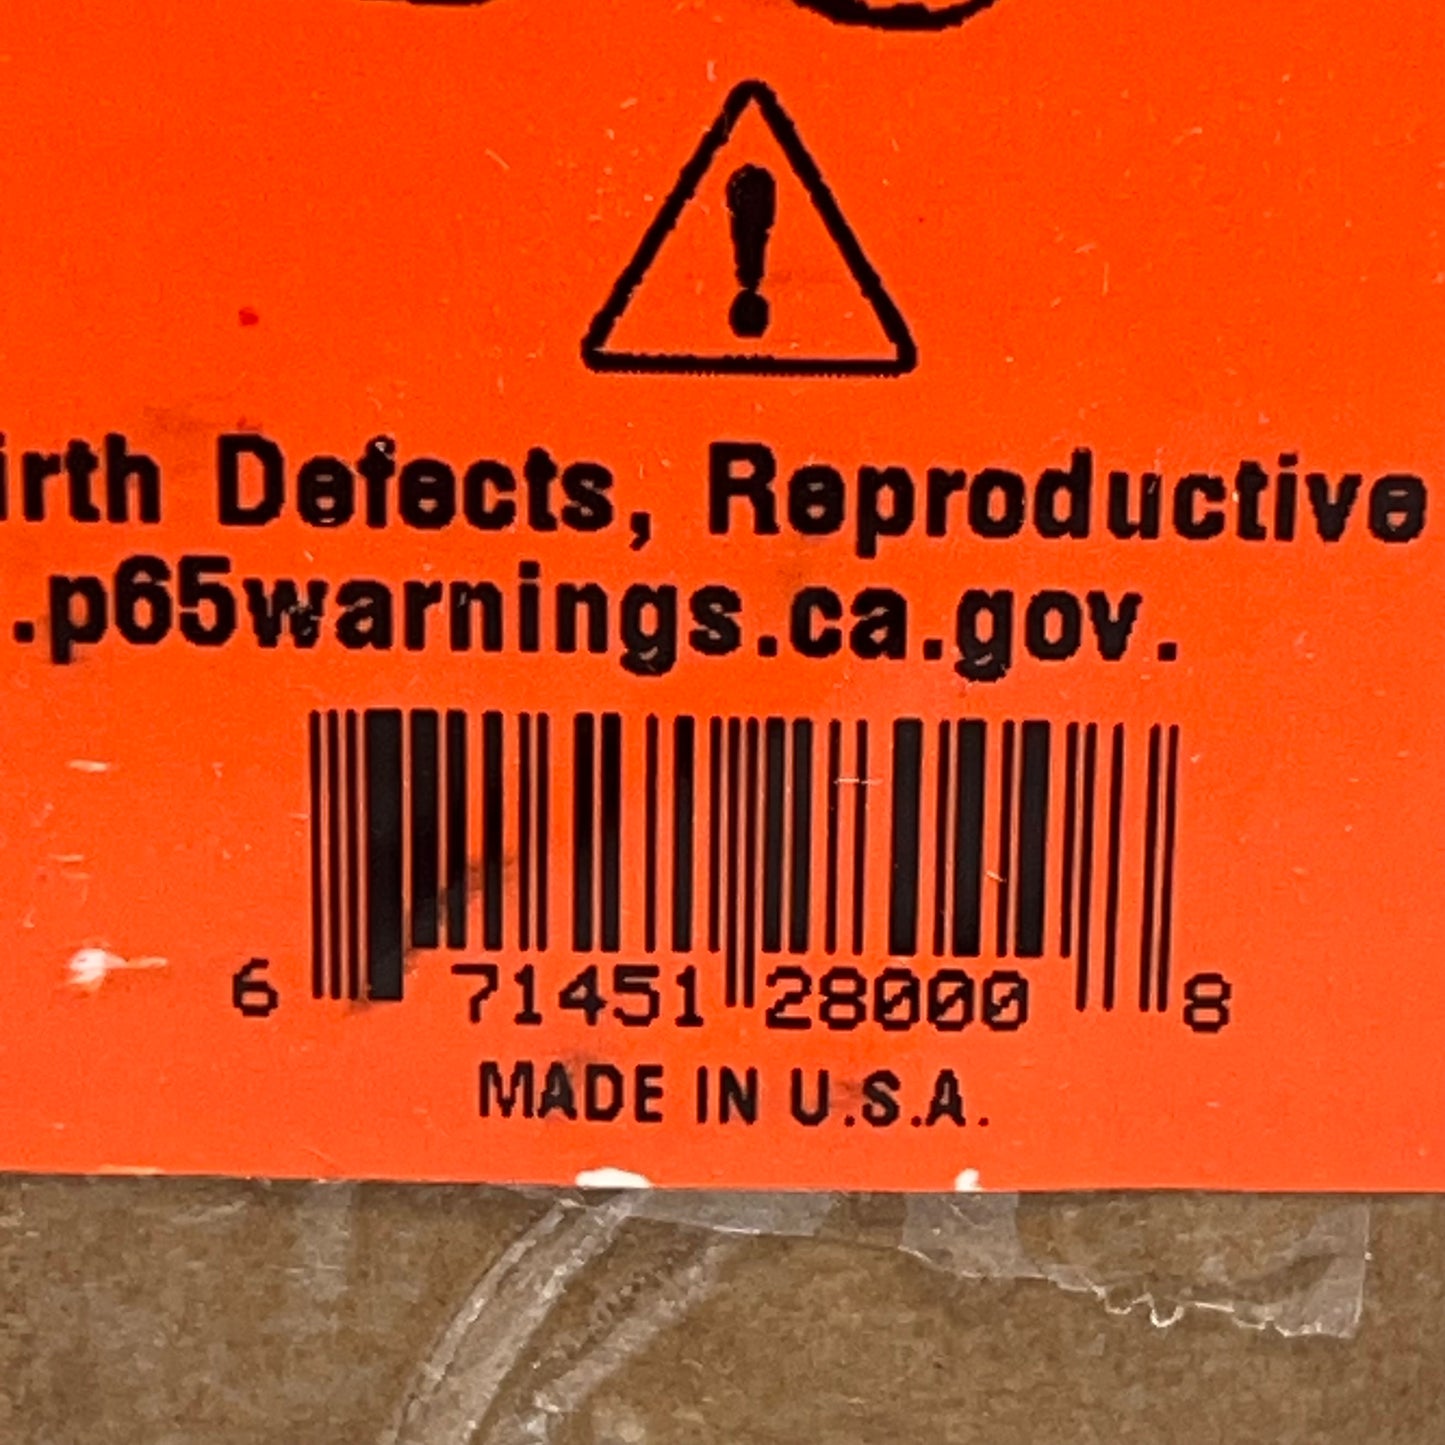 irth Defects, Reproductive
.p65warnings.ca.gov.
6 71451 28000 8
MADE IN U.S.A.